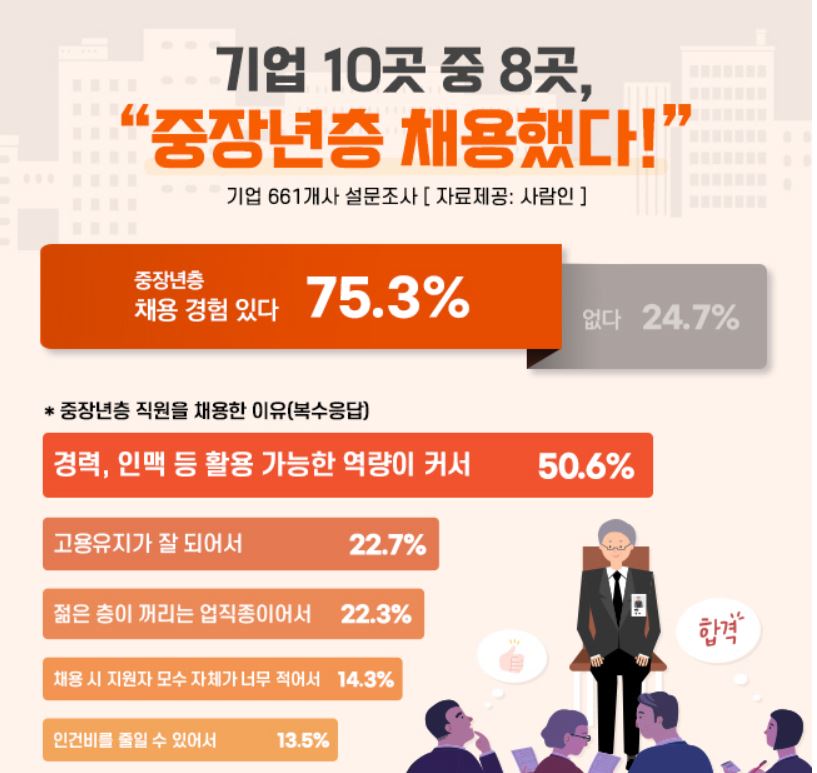 기업 10곳 중 8곳,
“중장년층 채용했다!”
기업 661개사 설문조사 [ 자료제공: 사람인 ]
중장년층
채용 경험 있다 75.3%
없다 24.7%
* 중장년층 직원을 채용한 이유(복수응답)
경력, 인맥 등 활용 가능한 역량이 커서 50.6%
고용유지가 잘 되어서 22.7%
젊은 층이 꺼리는 업직종이어서 22.3%
채용 시 지원자 모수 자체가 너무 적어서 14.3%
인건비를 줄일 수 있어서 13.5%
합격